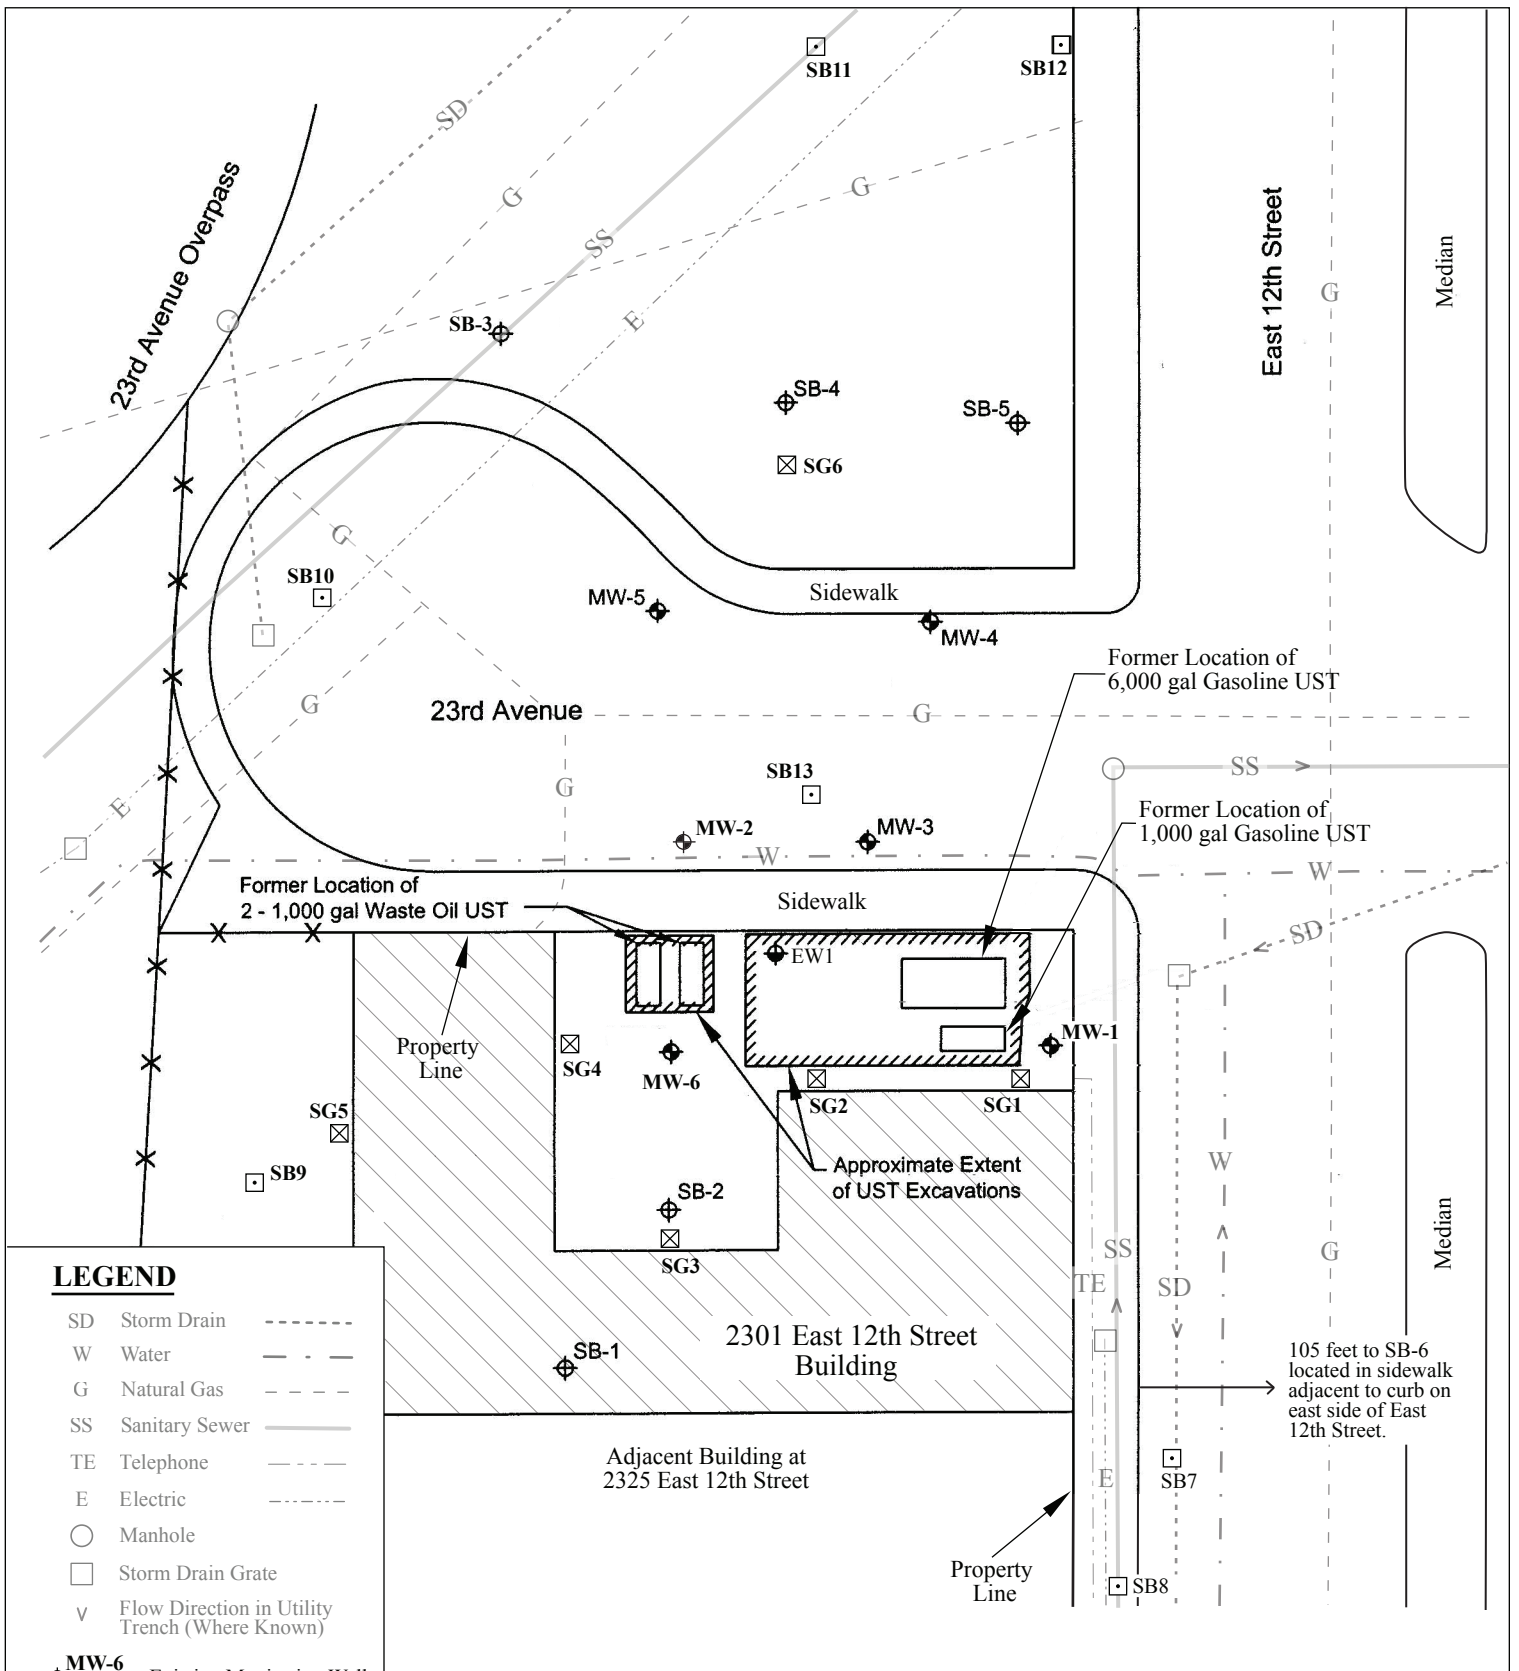 SB11
SB12
SD
G
G
SS
23rd Avenue Overpass
East 12th Street
Median
G
E
SB-3
SB-4
SB-5
SG6
G
SB10
MW-5
Sidewalk
MW-4
Former Location of
6,000 gal Gasoline UST
G
23rd Avenue
G
SS
SB13
G
E
Former Location of
1,000 gal Gasoline UST
MW-2
MW-3
W
W
Former Location of
2 - 1,000 gal Waste Oil UST
Sidewalk
SD
EW1
MW-1
Property
Line
SG4
MW-6
SG2
SG1
SG5
SB9
Approximate Extent
of UST Excavations
W
SB-2
SG3
SS
G
Median
TE
SD
2301 East 12th Street
Building
SB-1
105 feet to SB-6
located in sidewalk
adjacent to curb on
east side of East
12th Street.
Adjacent Building at
2325 East 12th Street
E
SB7
Property
Line
SB8
LEGEND
SD Storm Drain
W Water
G Natural Gas
SS Sanitary Sewer
TE Telephone
E Electric
Manhole
Storm Drain Grate
Flow Direction in Utility
Trench (Where Known)
MW-6